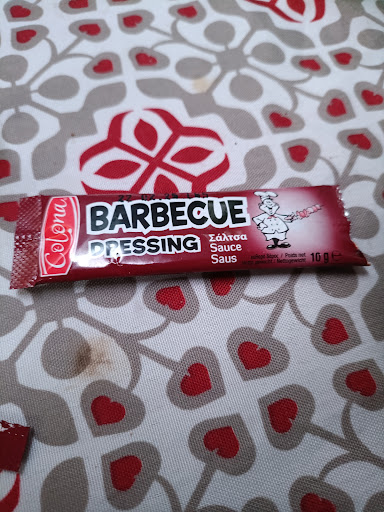 Colona
BARBECUE
DRESSING
Σάλτσα
Sauce
Saus
10 g e